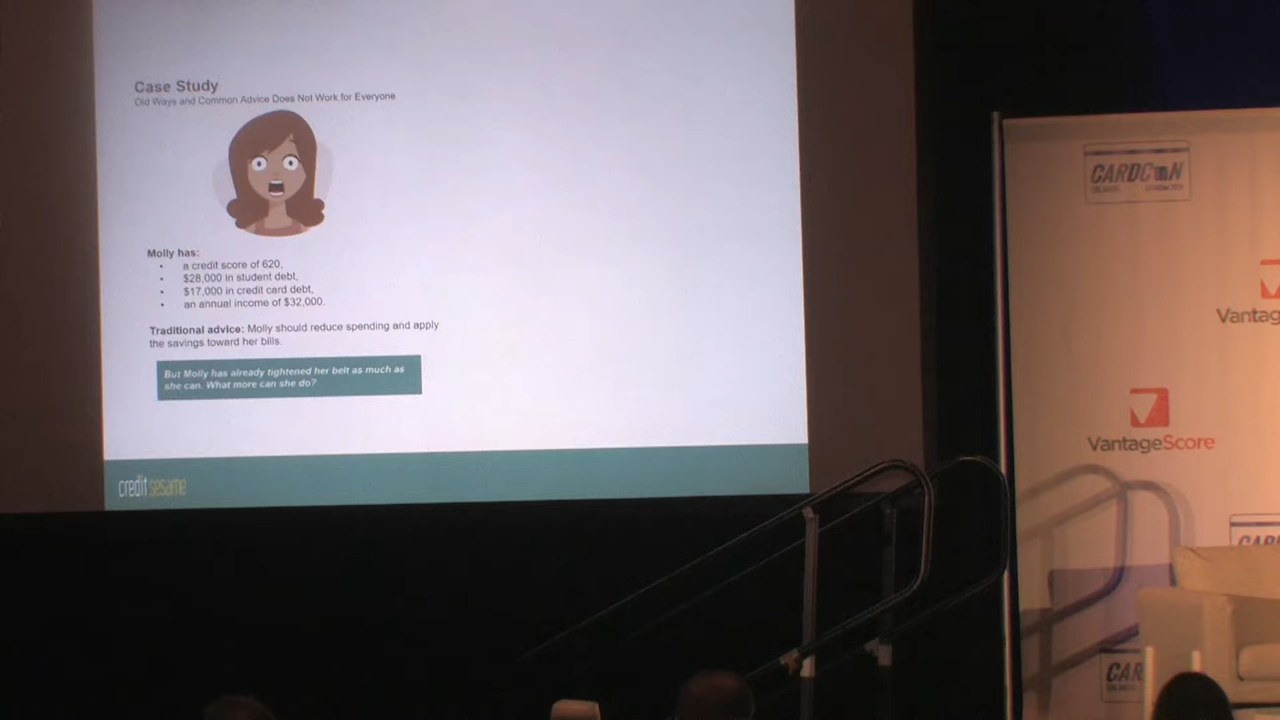 Case Study
Old Ways and Common Advice Does Not Work for Everyone
Molly has:
• a credit score of 620,
• $28,000 in student debt,
• $17,000 in credit card debt,
• an annual income of $32,000.
Traditional advice: Molly should reduce spending and apply
the savings toward her bills.
But Molly has already tightened her belt as much as
she can. What more can she do?
credit sesame
CARDCON
Vantag
VantageScore
CARD
CAR